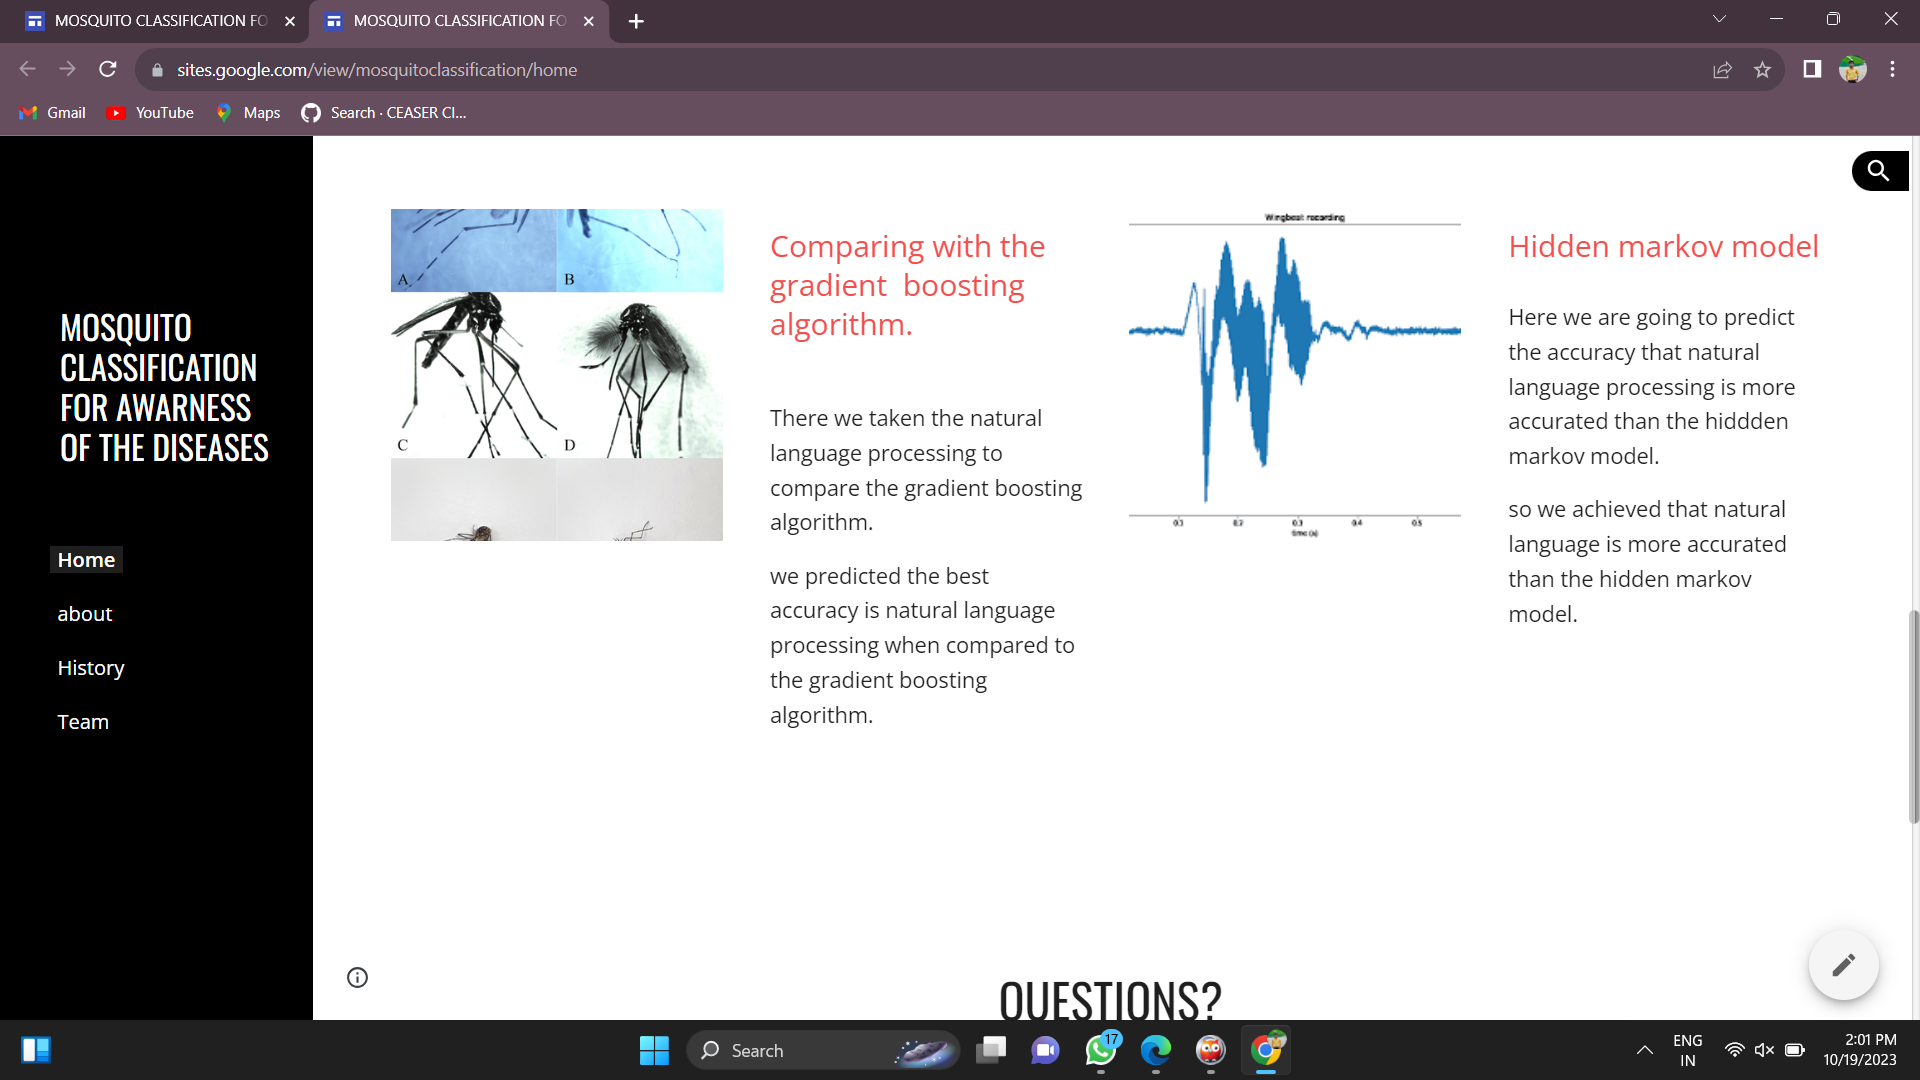 MOSQUITO CLASSIFICATION FO
MOSQUITO CLASSIFICATION FO
sites.google.com/view/mosquitoclassification/home
Gmail
YouTube
Maps
Search · CEASER CI...
MOSQUITO
CLASSIFICATION
FOR AWARNESS
OF THE DISEASES
Home
about
History
Team
A
B
C
D
Comparing with the
gradient boosting
algorithm.
There we taken the natural
language processing to
compare the gradient boosting
algorithm.
we predicted the best
accuracy is natural language
processing when compared to
the gradient boosting
algorithm.
Wingbeat recording
0.1 0.2 0.3 0.4 0.5
time (s)
Hidden markov model
Here we are going to predict
the accuracy that natural
language processing is more
accurated than the hiddden
markov model.
so we achieved that natural
language is more accurated
than the hidden markov
model.
QUESTIONS?
Search
17
ENG
IN
2:01 PM
10/19/2023